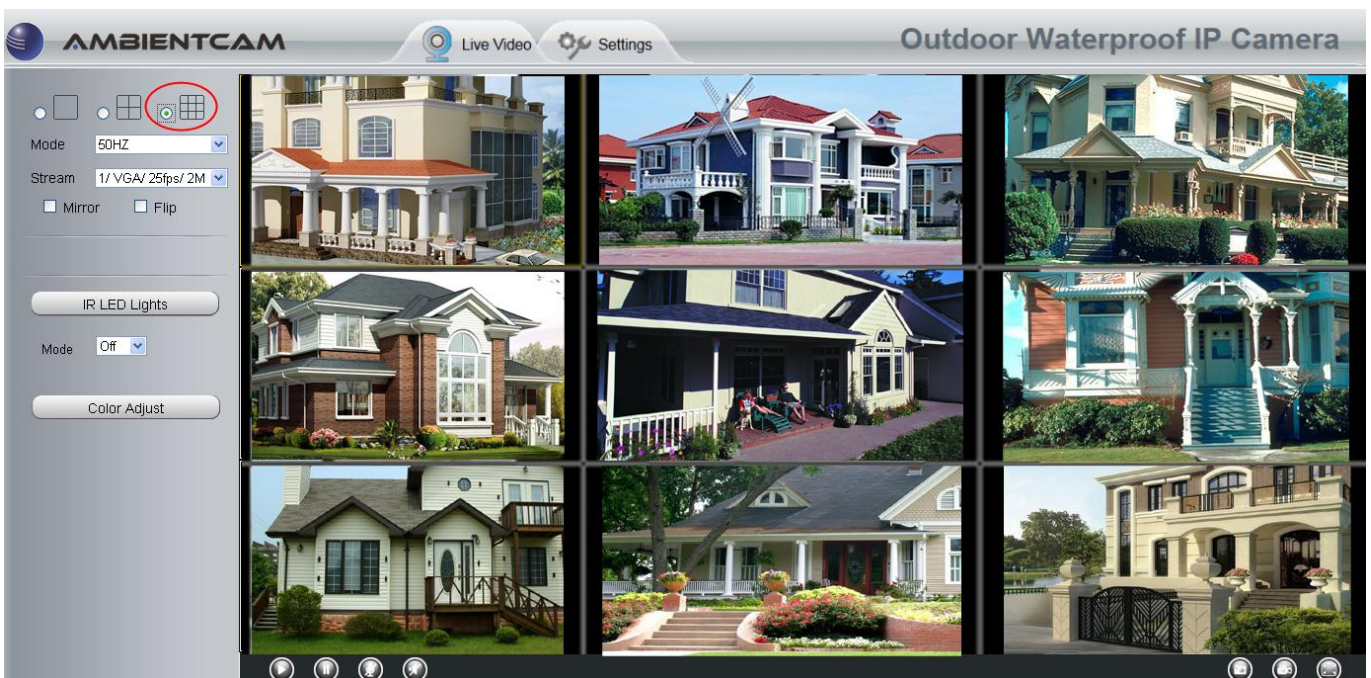 AMBIENTCAM
Live Video
Settings
Outdoor Waterproof IP Camera
Mode 50HZ
Stream 1/ VGA/ 25fps/ 2M
Mirror Flip
IR LED Lights
Mode Off
Color Adjust